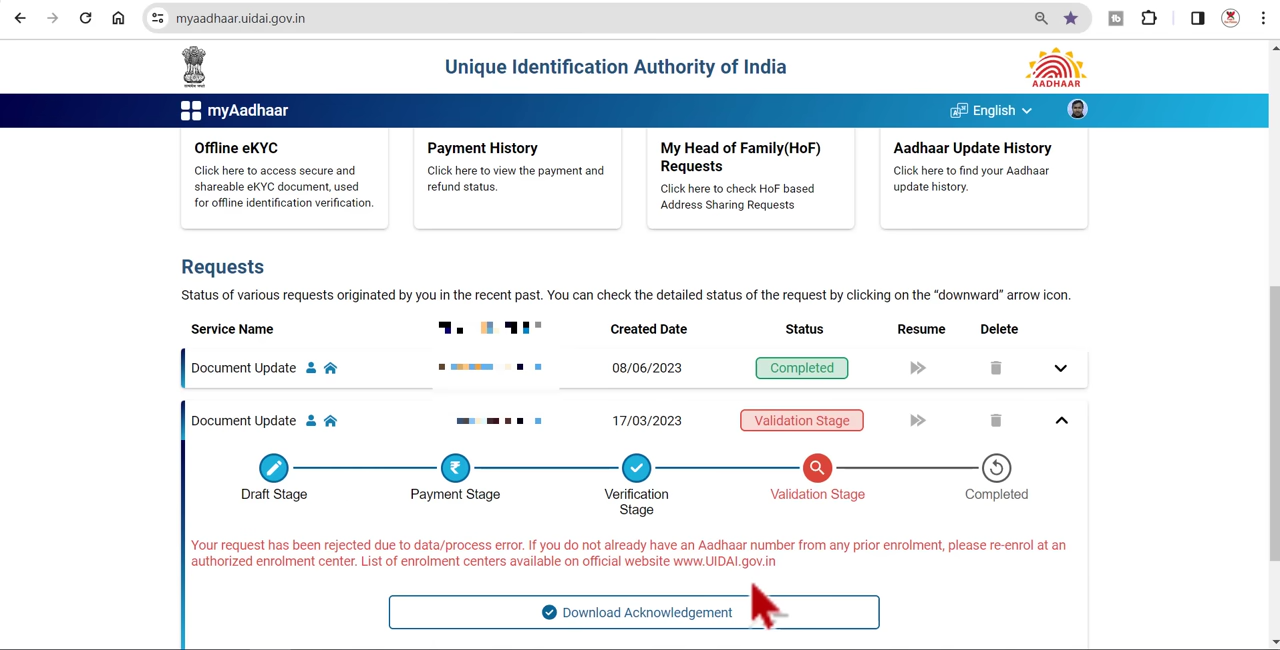 myaadhaar.uidai.gov.in
Unique Identification Authority of India
AADHAAR
myAadhaar
English
Offline eKYC
Click here to access secure and
shareable eKYC document, used
for offline identification verification.
Payment History
Click here to view the payment and
refund status.
My Head of Family(HoF)
Requests
Click here to check HoF based
Address Sharing Requests
Aadhaar Update History
Click here to find your Aadhaar
update history.
Requests
Status of various requests originated by you in the recent past. You can check the detailed status of the request by clicking on the “downward” arrow icon.
Service Name Created Date Status Resume Delete
Document Update 08/06/2023 Completed
Document Update 17/03/2023 Validation Stage
₹
Draft Stage
Payment Stage
Verification
Stage
Validation Stage
Completed
Your request has been rejected due to data/process error. If you do not already have an Aadhaar number from any prior enrolment, please re-enrol at an
authorized enrolment center. List of enrolment centers available on official website www.UIDAI.gov.in
Download Acknowledgement